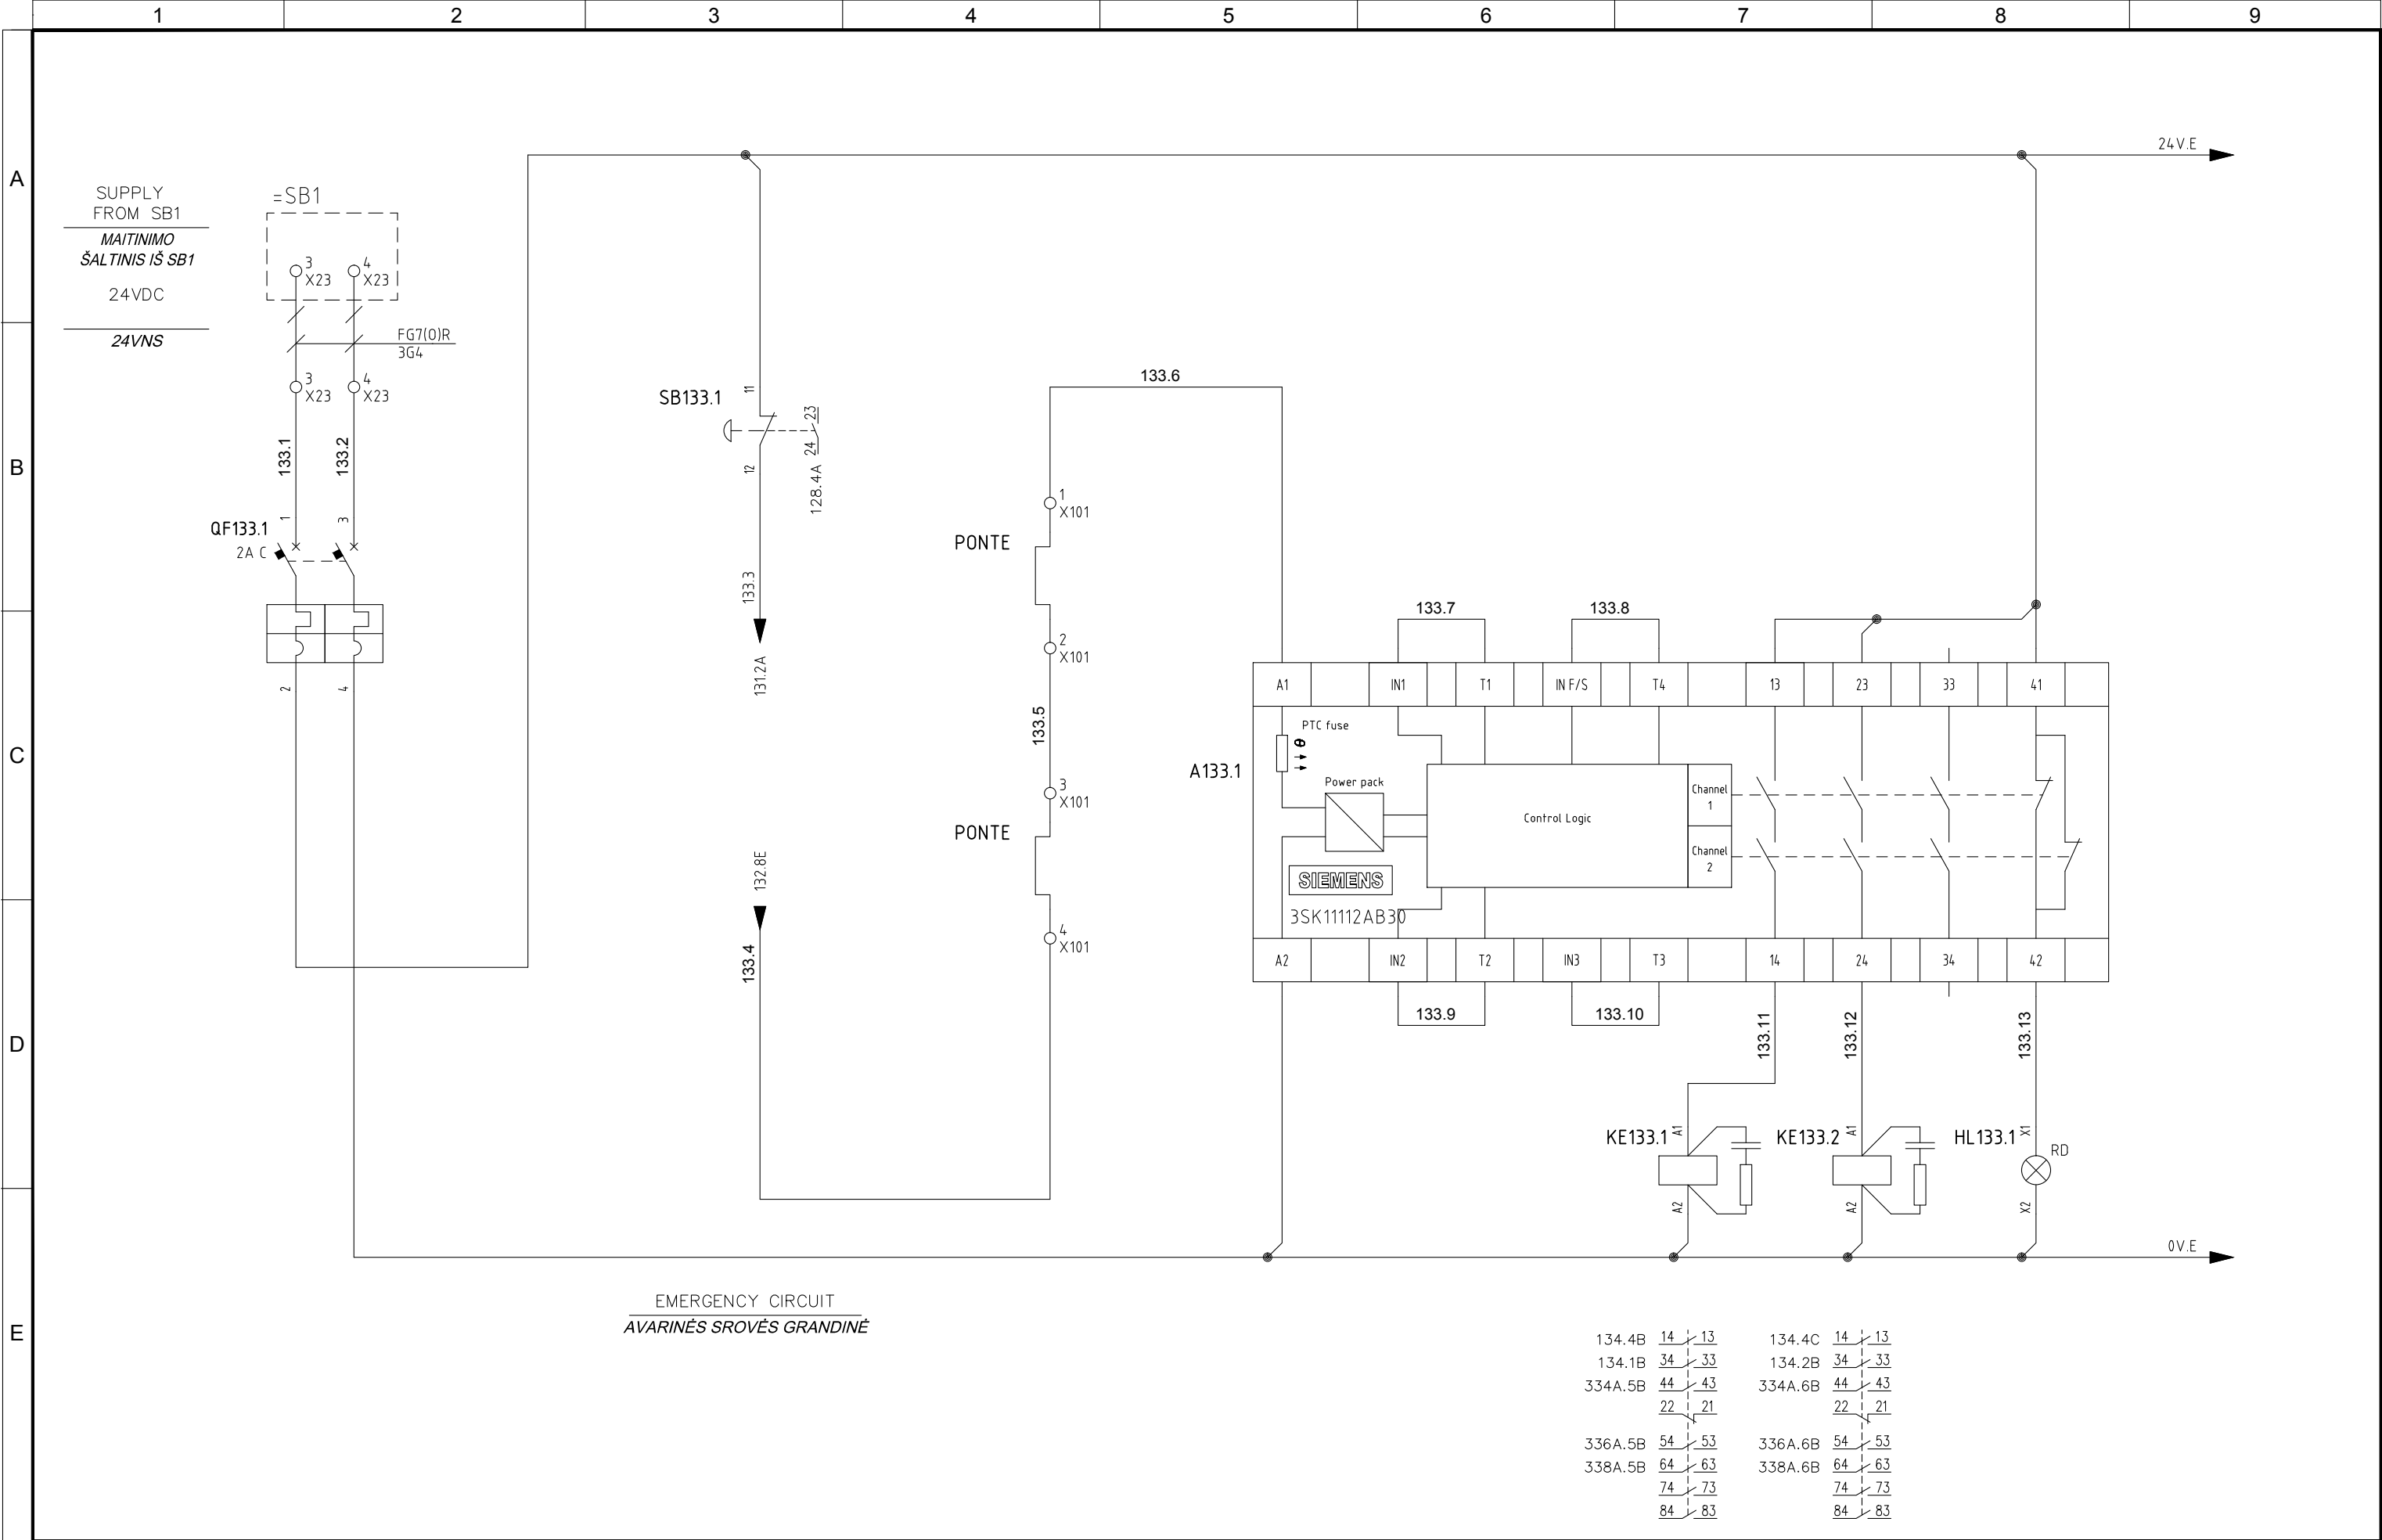 1 2 3 4 5 6 7 8 9
A
B
C
D
E
SUPPLY
FROM SB1
MAITINIMO
ŠALTINIS IŠ SB1
24VDC
24VNS
=SB1
3 X23
4 X23
FG7(O)R
3G4
3 X23
4 X23
133.1
133.2
QF133.1
2A C
1
3
2
4
24V.E
SB133.1
11
12
23
24
128.4A
133.3
131.2A
132.8E
133.4
133.6
1 X101
PONTE
2 X101
133.5
3 X101
PONTE
4 X101
133.7
133.8
A133.1
A1 IN1 T1 IN F/S T4 13 23 33 41
PTC fuse
θ
Power pack
Control Logic
Channel
1
Channel
2
SIEMENS
3SK11112AB30
A2 IN2 T2 IN3 T3 14 24 34 42
133.9
133.10
133.11
133.12
133.13
KE133.1
A1
A2
KE133.2
A1
A2
HL133.1
X1
RD
X2
0V.E
EMERGENCY CIRCUIT
AVARINĖS SROVĖS GRANDINĖ
134.4B 14 13
134.1B 34 33
334A.5B 44 43
22 21
336A.5B 54 53
338A.5B 64 63
74 73
84 83
134.4C 14 13
134.2B 34 33
334A.6B 44 43
22 21
336A.6B 54 53
338A.6B 64 63
74 73
84 83